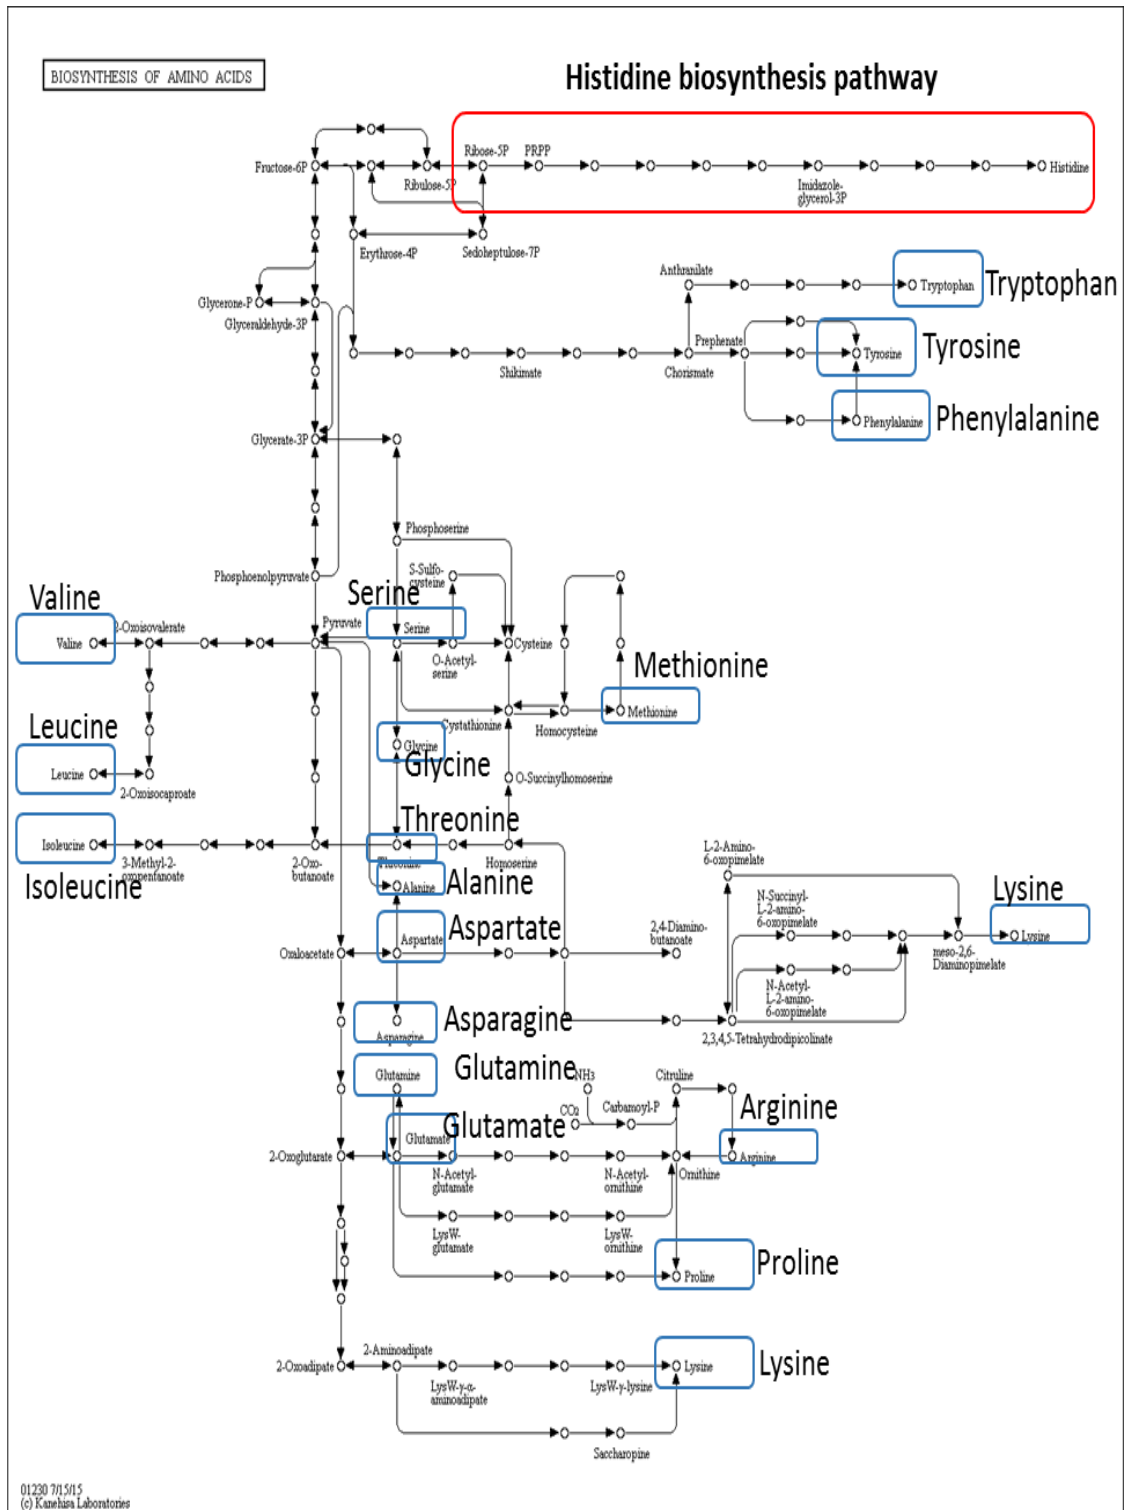 Histidine biosynthesis pathway
BIOSYNTHESIS OF AMINO ACIDS
Ribose-5P
PRPP
Fructose-6P
Ribulose-5P
Imidazole-
glycerol-3P
Histidine
Erythrose-4P
Sedoheptulose-7P
Anthranilate
Tryptophan
Tryptophan
Glycerone-P
Glyceraldehyde-3P
Prephenate
Tyrosine
Tyrosine
Shikimate
Chorismate
Phenylalanine
Phenylalanine
Glycerate-3P
Phosphoserine
Phosphoenolpyruvate
S-Sulfo-
cysteine
Valine
Serine
2-Oxoisovalerate
Pyruvate
Serine
Valine
Cysteine
O-Acetyl-
serine
Methionine
Methionine
Leucine
Cystathionine
Homocysteine
Glycine
Glycine
Leucine
2-Oxoisocaproate
O-Succinylhomoserine
Threonine
Isoleucine
3-Methyl-2-
oxopentanoate
2-Oxo-
butanoate
Threonine
Homoserine
L-2-Amino-
6-oxopimelate
Isoleucine
Alanine
Alanine
N-Succinyl-
L-2-amino-
6-oxopimelate
Lysine
Aspartate
Aspartate
2,4-Diamino-
butanoate
Lysine
Oxaloacetate
meso-2,6-
Diaminopimelate
N-Acetyl-
L-2-amino-
6-oxopimelate
Asparagine
Asparagine
2,3,4,5-Tetrahydrodipicolinate
Glutamine
Glutamine
NH3
Citruline
CO2
Carbamoyl-P
Arginine
Glutamate
Glutamate
2-Oxoglutarate
N-Acetyl-
glutamate
N-Acetyl-
ornithine
Ornithine
Arginine
LysW-
glutamate
LysW-
ornithine
Proline
Proline
2-Aminoadipate
2-Oxoadipate
Lysine
Lysine
LysW-γ-α-
aminoadipate
LysW-γ-lysine
Saccharopine
01230 7/15/15
(c) Kanehisa Laboratories